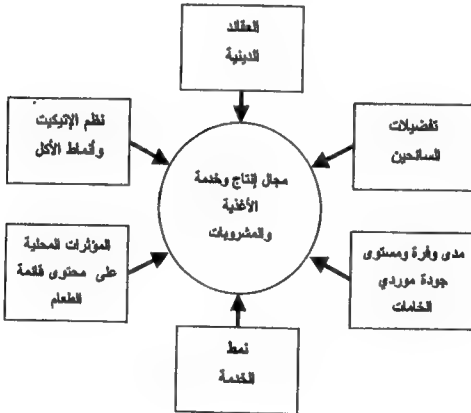 العقائد
الدينية
تفضيلات
السائحين
نظم الإتيكيت
وأنماط الأكل
مجال إنتاج وخدمة
الأغذية
والمشروبات
مدى وفرة ومستوى
جودة موردي
الخامات
المؤثرات المحلية
على محتوى قائمة
الطعام
نمط
الخدمة